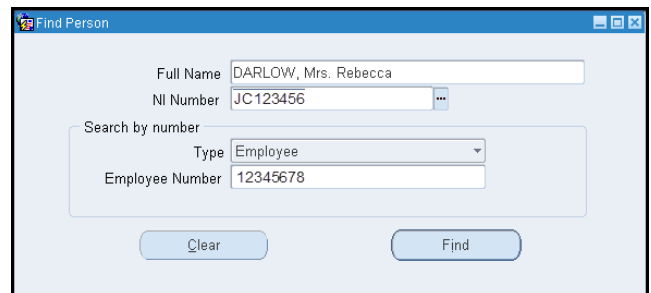 Find Person
Full Name DARLOW, Mrs. Rebecca
NI Number JC123456 ...
Search by number
Type Employee
Employee Number 12345678
Clear Find